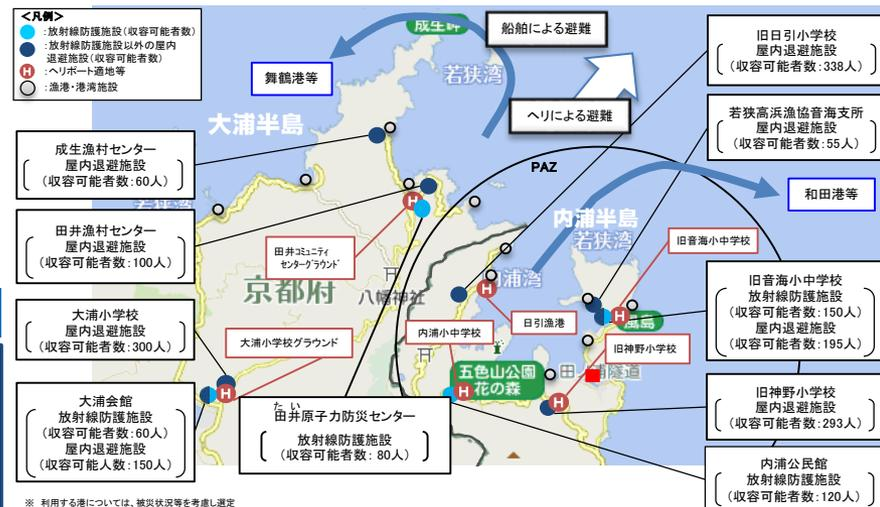 <凡例>
:放射線防護施設(収容可能者数)
:放射線防護施設以外の屋内
退避施設(収容可能者数)
H :ヘリポート適地等
:漁港・港湾施設
成生岬
船舶による避難
舞鶴港等
若狭湾
ヘリによる避難
大浦半島
旧日引小学校
屋内退避施設
(収容可能者数:338人)
若狭高浜漁協音海支所
屋内退避施設
(収容可能者数:55人)
成生漁村センター
屋内退避施設
(収容可能者数:60人)
PAZ
和田港等
内浦半島
若狭湾
田井漁村センター
屋内退避施設
(収容可能者数:100人)
田井コミュニティ
センターグラウンド
旧音海小中学校
京都府
八幡神社
内浦湾
日引漁港
大浦小学校
屋内退避施設
(収容可能者数:300人)
大浦小学校グラウンド
内浦小中学校
旧神野小学校
旧音海小中学校
放射線防護施設
(収容可能者数:150人)
屋内退避施設
(収容可能者数:195人)
五色山公園
花の森
大浦会館
放射線防護施設
(収容可能者数:60人)
屋内退避施設
(収容可能人数:150人)
たい
田井原子力防災センター
放射線防護施設
(収容可能者数:80人)
旧神野小学校
屋内退避施設
(収容可能者数:293人)
内浦公民館
放射線防護施設
(収容可能者数:120人)
※ 利用する港については、被災状況等を考慮し選定